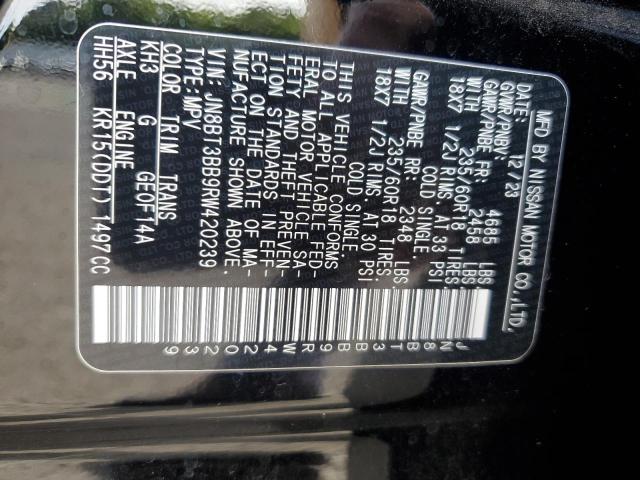 MFD BY NISSAN MOTOR CO.,LTD.
DATE: 12/23
GVWR/PNBV: 4685 LBS.
GAWR/PNBE FR: 2458 LBS.
WITH 235/60R18 TIRES,
18X7 1/2J RIMS, AT 33 PSI
COLD SINGLE.
GAWR/PNBE RR: 2348 LBS.
WITH 235/60R18 TIRES,
18X7 1/2J RIMS, AT 30 PSI
COLD SINGLE.
THIS VEHICLE CONFORMS
TO ALL APPLICABLE FED-
ERAL MOTOR VEHICLE SA-
FETY AND THEFT PREVEN-
TION STANDARDS IN EFF-
ECT ON THE DATE OF MA-
NUFACTURE SHOWN ABOVE.
VIN: JN8BT3BB9RW420239
TYPE: MPV
COLOR TRIM TRANS
KH3 G GE0F14A
AXLE ENGINE
HH56 KR15(DDT) 1497CC
JN8BT3BB9RW420239